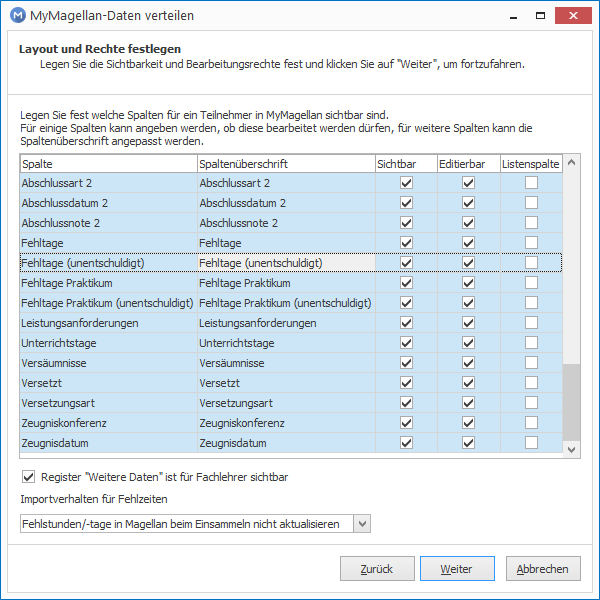 M MyMagellan-Daten verteilen
Layout und Rechte festlegen
Legen Sie die Sichtbarkeit und Bearbeitungsrechte fest und klicken Sie auf "Weiter", um fortzufahren.
Legen Sie fest welche Spalten für ein Teilnehmer in MyMagellan sichtbar sind.
Für einige Spalten kann angeben werden, ob diese bearbeitet werden dürfen, für weitere Spalten kann die
Spaltenüberschrift angepasst werden.
Spalte Spaltenüberschrift Sichtbar Editierbar Listenspalte
Abschlussart 2 Abschlussart 2
Abschlussdatum 2 Abschlussdatum 2
Abschlussnote 2 Abschlussnote 2
Fehltage Fehltage
Fehltage (unentschuldigt) Fehltage (unentschuldigt)
Fehltage Praktikum Fehltage Praktikum
Fehltage Praktikum (unentschuldigt) Fehltage Praktikum (unentschuldigt)
Leistungsanforderungen Leistungsanforderungen
Unterrichtstage Unterrichtstage
Versäumnisse Versäumnisse
Versetzt Versetzt
Versetzungsart Versetzungsart
Zeugniskonferenz Zeugniskonferenz
Zeugnisdatum Zeugnisdatum
Register "Weitere Daten" ist für Fachlehrer sichtbar
Importverhalten für Fehlzeiten
Fehlstunden/-tage in Magellan beim Einsammeln nicht aktualisieren
Zurück Weiter Abbrechen